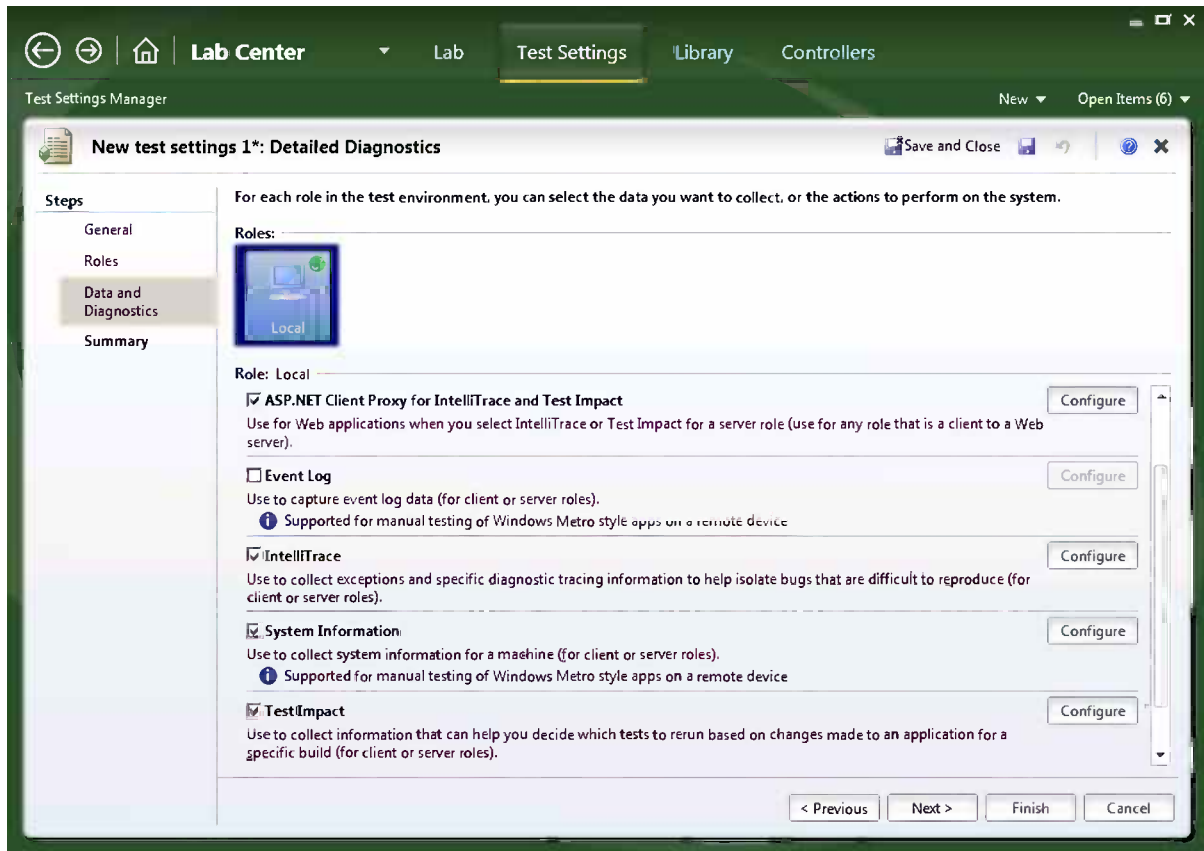 Lab Center
Lab
Test Settings
Library
Controllers
Test Settings Manager
New
Open Items (6)
New test settings 1*: Detailed Diagnostics
Save and Close
Steps
General
Roles
Data and
Diagnostics
Summary
For each role in the test environment, you can select the data you want to collect, or the actions to perform on the system.
Roles:
Local
Role: Local
ASP.NET Client Proxy for IntelliTrace and Test Impact
Configure
Use for Web applications when you select IntelliTrace or Test Impact for a server role (use for any role that is a client to a Web
server).
Event Log
Configure
Use to capture event log data (for client or server roles).
Supported for manual testing of Windows Metro style apps on a remote device
IntelliTrace
Configure
Use to collect exceptions and specific diagnostic tracing information to help isolate bugs that are difficult to reproduce (for
client or server roles).
System Information
Configure
Use to collect system information for a machine (for client or server roles).
Supported for manual testing of Windows Metro style apps on a remote device
Test Impact
Configure
Use to collect information that can help you decide which tests to rerun based on changes made to an application for a
specific build (for client or server roles).
< Previous
Next >
Finish
Cancel